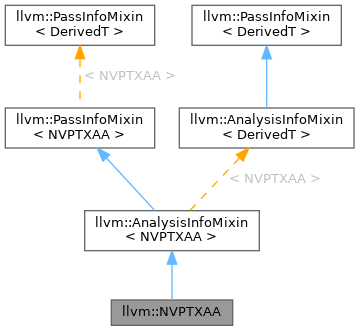 llvm::PassInfoMixin
< DerivedT >
llvm::PassInfoMixin
< DerivedT >
< NVPTXAA >
llvm::PassInfoMixin
< NVPTXAA >
llvm::AnalysisInfoMixin
< DerivedT >
< NVPTXAA >
llvm::AnalysisInfoMixin
< NVPTXAA >
llvm::NVPTXAA